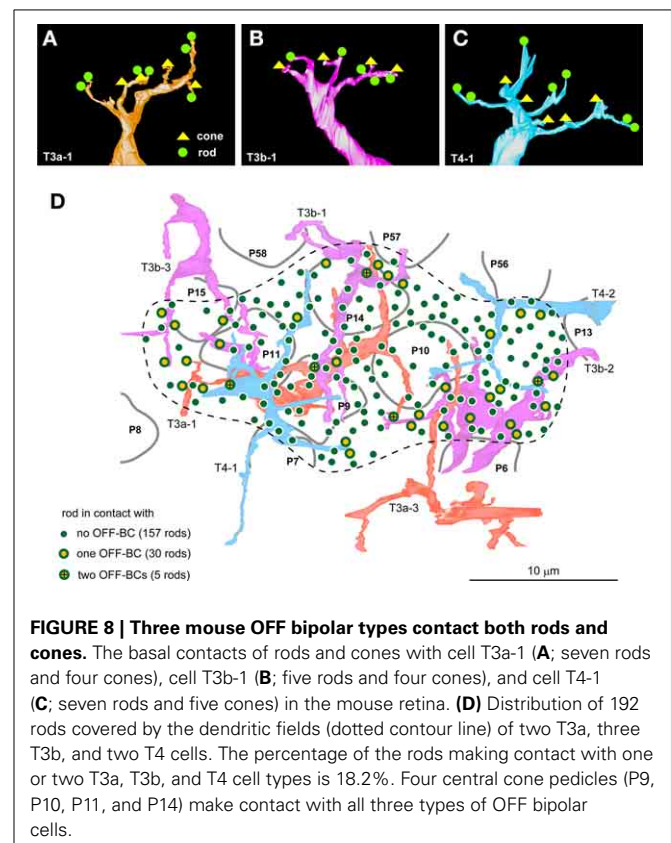 A
B
C
cone
rod
T3a-1
T3b-1
T4-1
D
T3b-1
P57
P58
T3b-3
P56
P15
T4-2
P14
P13
P11
P10
T3b-2
P9
T3a-1
P8
T4-1
P7
P6
T3a-3
rod in contact with
no OFF-BC (157 rods)
one OFF-BC (30 rods)
two OFF-BCs (5 rods)
10 μm
FIGURE 8 | Three mouse OFF bipolar types contact both rods and
cones. The basal contacts of rods and cones with cell T3a-1 (A; seven rods
and four cones), cell T3b-1 (B; five rods and four cones), and cell T4-1
(C; seven rods and five cones) in the mouse retina. (D) Distribution of 192
rods covered by the dendritic fields (dotted contour line) of two T3a, three
T3b, and two T4 cells. The percentage of the rods making contact with one
or two T3a, T3b, and T4 cell types is 18.2%. Four central cone pedicles (P9,
P10, P11, and P14) make contact with all three types of OFF bipolar
cells.